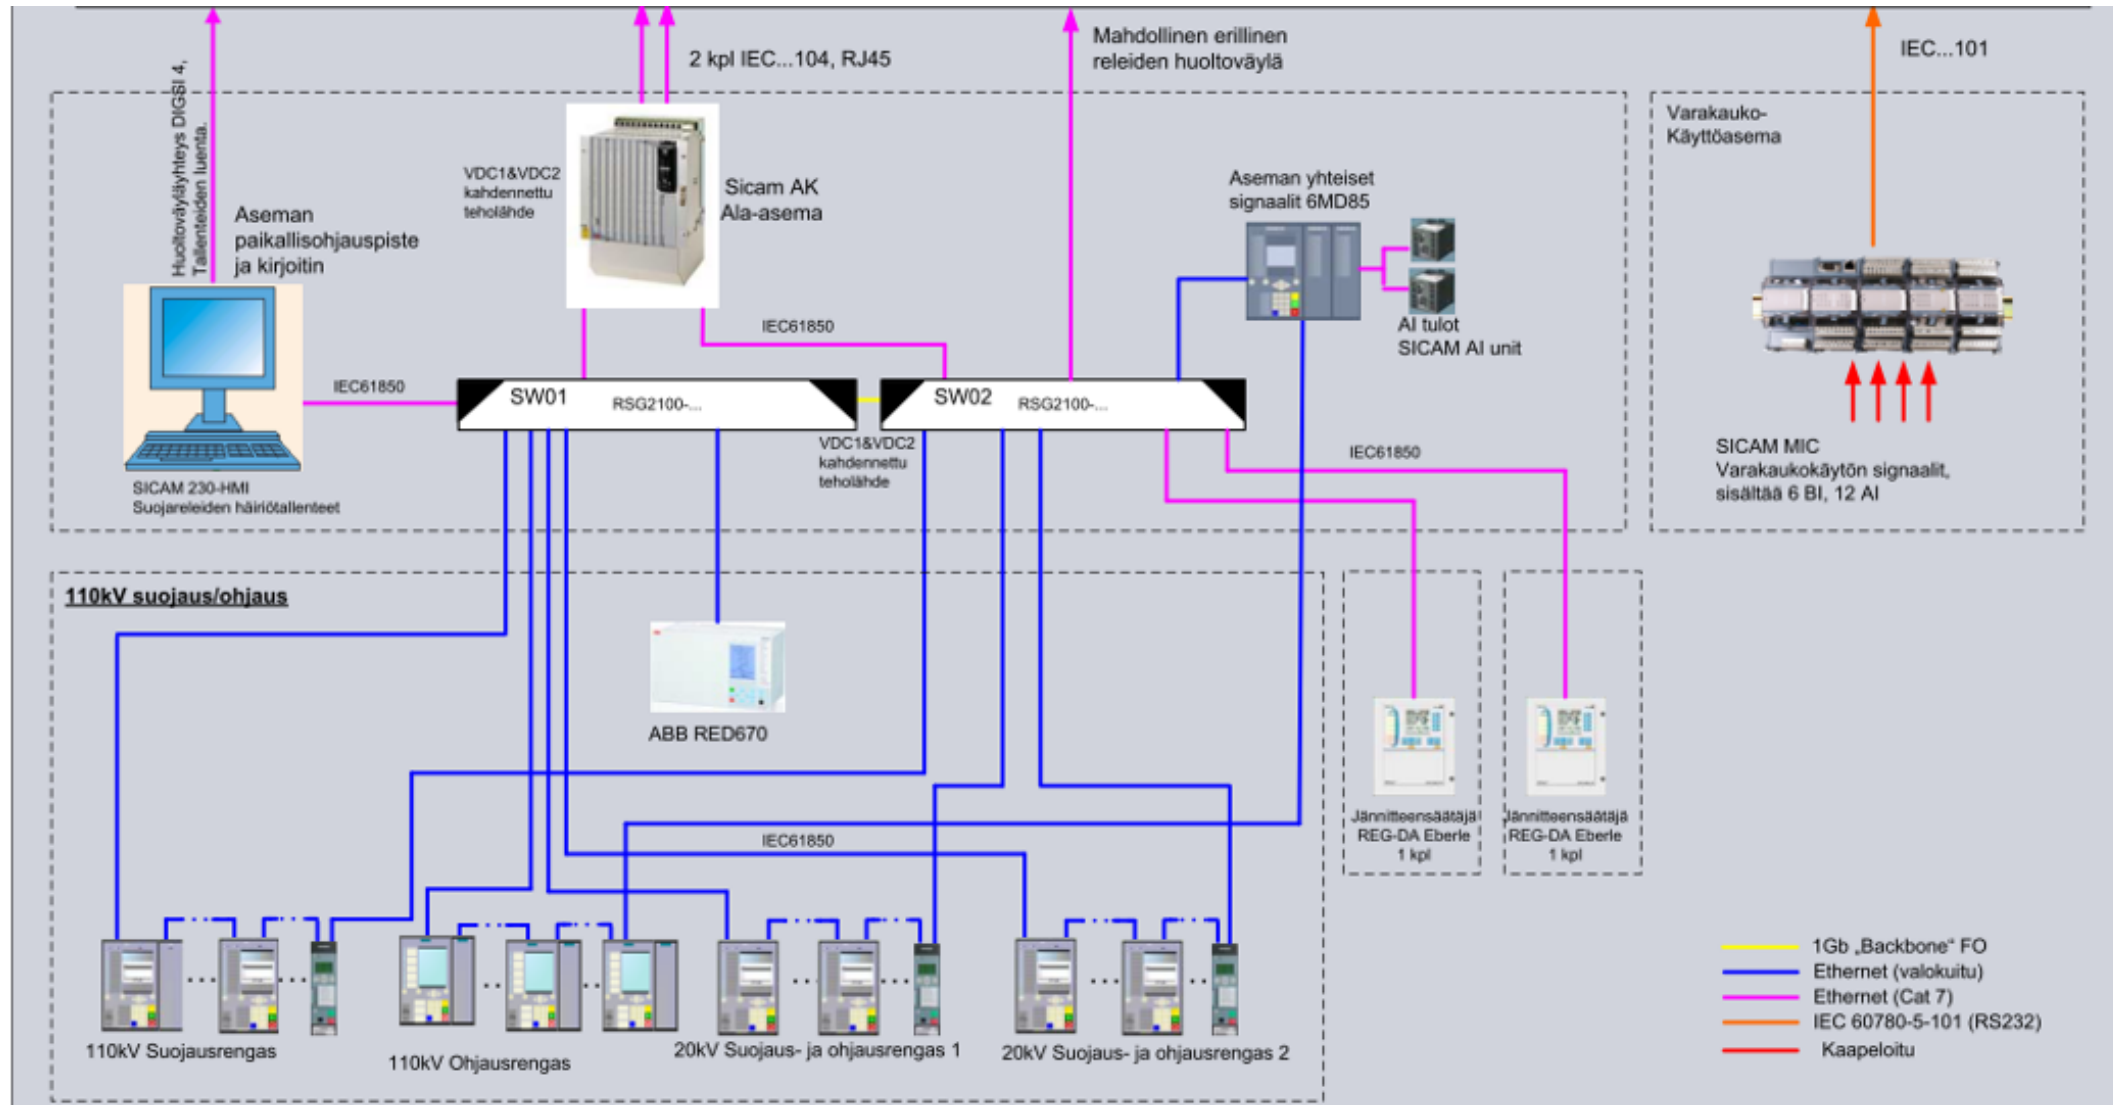 2 kpl IEC...104, RJ45
Mahdollinen erillinen
releiden huoltoväylä
IEC...101
Huoltoväyläyhteys DIGSI 4,
Tallenteiden luenta.
Aseman
paikallisohjauspiste
ja kirjoitin
VDC1&VDC2
kahdennettu
teholähde
Sicam AK
Ala-asema
Aseman yhteiset
signaalit 6MD85
AI tulot
SICAM AI unit
Varakauko-
Käyttöasema
IEC61850
IEC61850
SW01
RSG2100-...
SW02
RSG2100-...
VDC1&VDC2
kahdennettu
teholähde
IEC61850
SICAM 230-HMI
Suojareleiden häiriötallenteet
SICAM MIC
Varakaukokäytön signaalit,
sisältää 6 BI, 12 AI
110kV suojaus/ohjaus
ABB RED670
IEC61850
Jännitteensäätäjä
REG-DA Eberle
1 kpl
Jännitteensäätäjä
REG-DA Eberle
1 kpl
110kV Suojausrengas
110kV Ohjausrengas
20kV Suojaus- ja ohjausrengas 1
20kV Suojaus- ja ohjausrengas 2
1Gb „Backbone“ FO
Ethernet (valokuitu)
Ethernet (Cat 7)
IEC 60780-5-101 (RS232)
Kaapeloitu